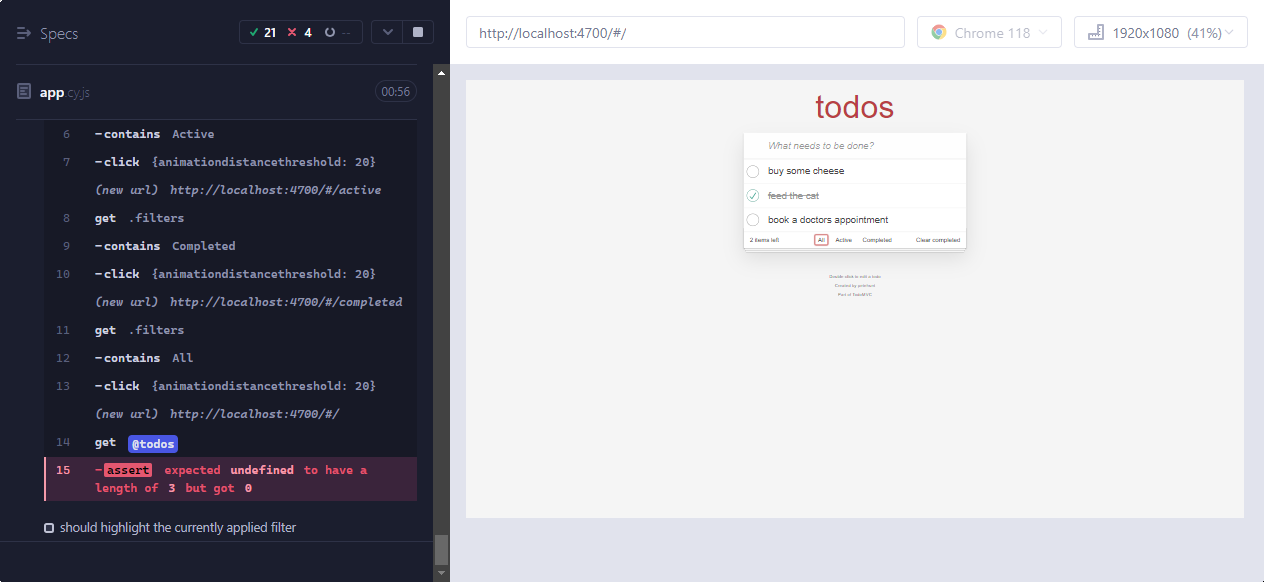 Specs
21
4
--
app.cy.js
00:56
6 -contains Active
7 -click {animationdistancethreshold: 20}
(new url) http://localhost:4700/#/active
8 get .filters
9 -contains Completed
10 -click {animationdistancethreshold: 20}
(new url) http://localhost:4700/#/completed
11 get .filters
12 -contains All
13 -click {animationdistancethreshold: 20}
(new url) http://localhost:4700/#/
14 get @todos
15 -assert expected undefined to have a
length of 3 but got 0
should highlight the currently applied filter
http://localhost:4700/#/
Chrome 118
1920x1080 (41%)
todos
What needs to be done?
buy some cheese
feed the cat
book a doctors appointment
2 items left All Active Completed Clear completed
Double-click to edit a todo
Created by
Part of TodoMVC